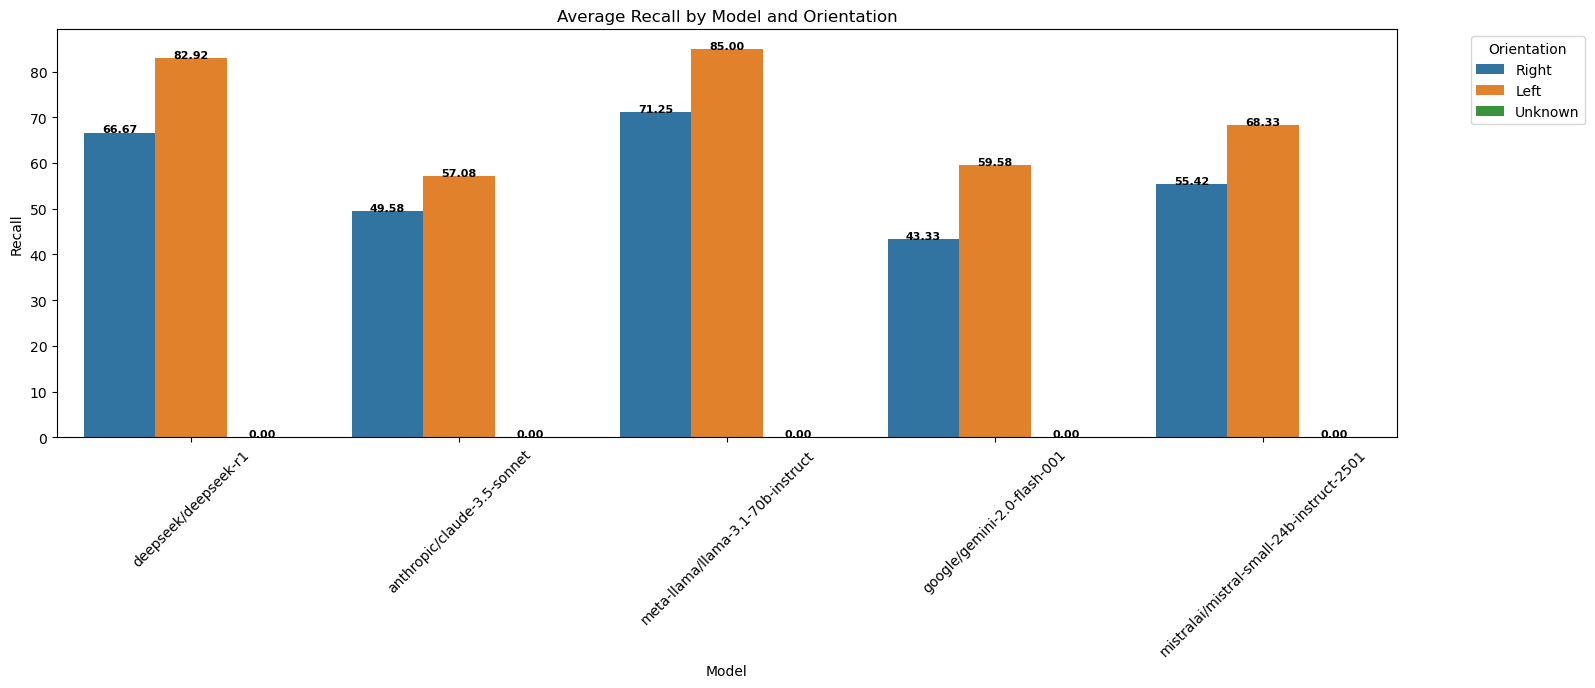 Average Recall by Model and Orientation
Orientation
Right
Left
Unknown
Recall
80
70
60
50
40
30
20
10
0
66.67
82.92
0.00
49.58
57.08
0.00
71.25
85.00
0.00
43.33
59.58
0.00
55.42
68.33
0.00
deepseek/deepseek-r1
anthropic/claude-3.5-sonnet
meta-llama/llama-3.1-70b-instruct
google/gemini-2.0-flash-001
mistralai/mistral-small-24b-instruct-2501
Model